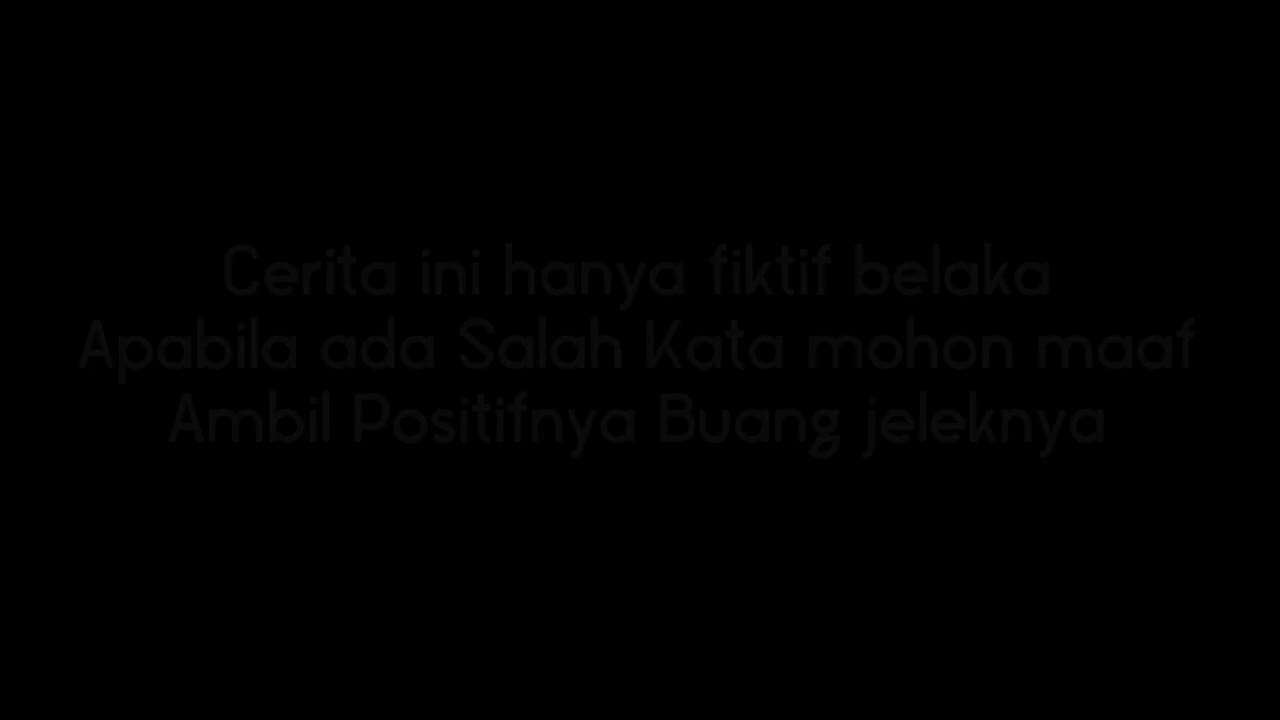 Cerita ini hanya fiktif belaka
Apabila ada Salah Kata mohon maaf
Ambil Positifnya Buang jeleknya